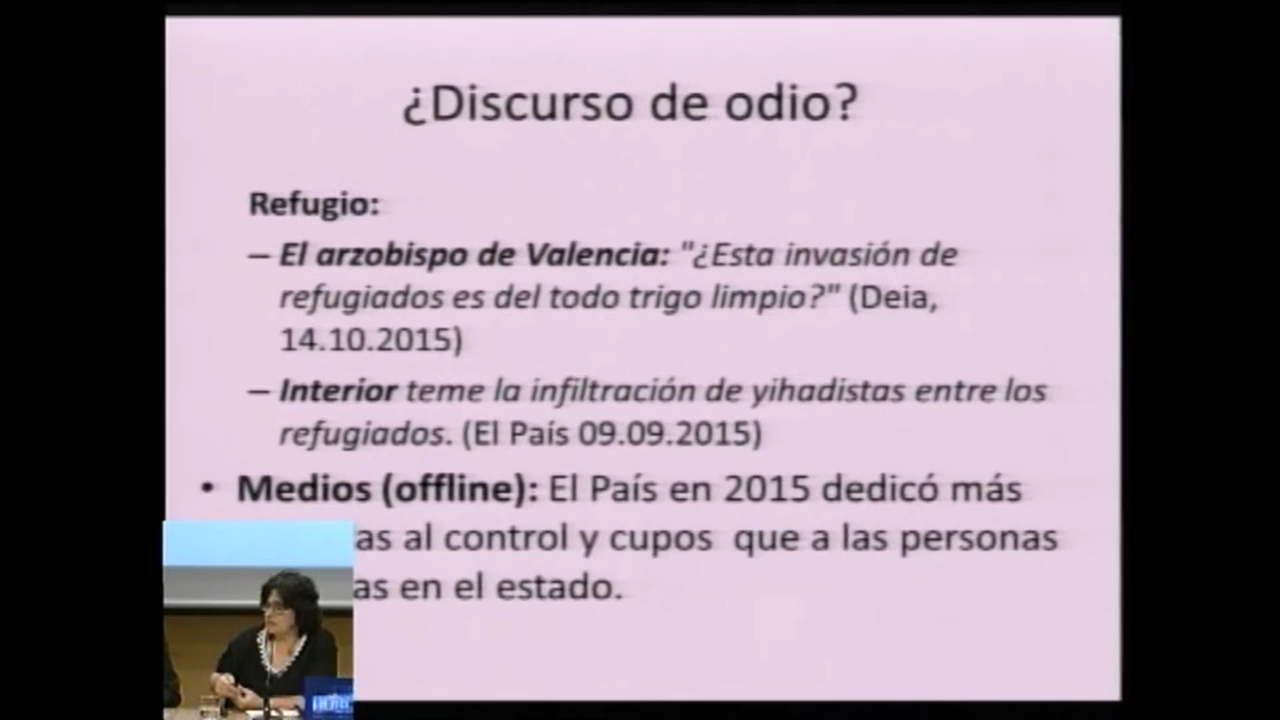 ¿Discurso de odio?
Refugio:
– El arzobispo de Valencia: "¿Esta invasión de
refugiados es del todo trigo limpio?" (Deia,
14.10.2015)
– Interior teme la infiltración de yihadistas entre los
refugiados. (El País 09.09.2015)
• Medios (offline): El País en 2015 dedicó más
as al control y cupos que a las personas
as en el estado.